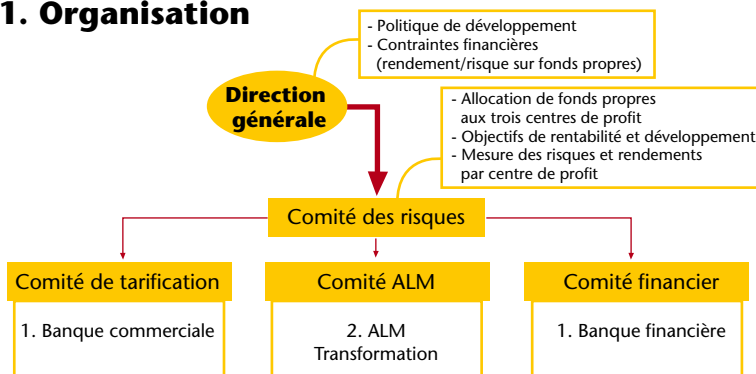 1. Organisation
- Politique de développement
- Contraintes financières
(rendement/risque sur fonds propres)
Direction
générale
- Allocation de fonds propres
aux trois centres de profit
- Objectifs de rentabilité et développement
- Mesure des risques et rendements
par centre de profit
Comité des risques
Comité de tarification
Comité ALM
Comité financier
1. Banque commerciale
2. ALM
Transformation
1. Banque financière